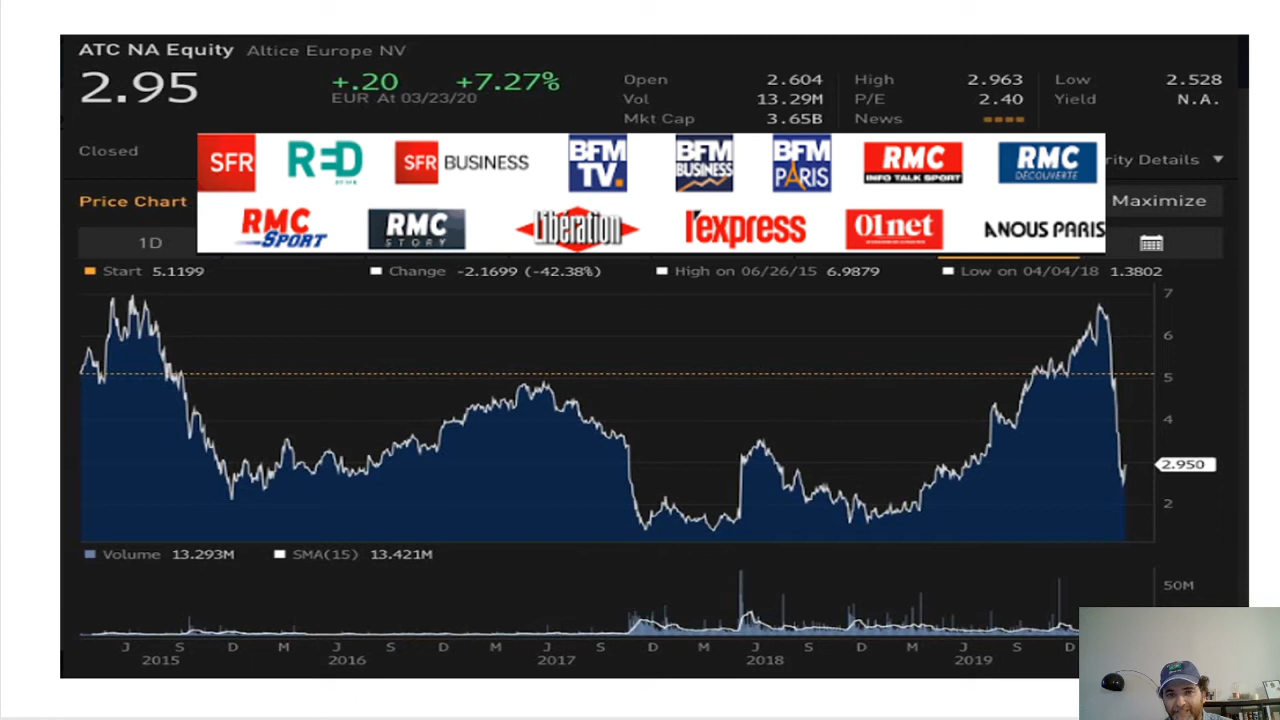 ATC NA Equity Altice Europe NV
2.95 +.20 +7.27%
EUR At 03/23/20
Open 2.604 High 2.963 Low 2.528
Vol 13.29M P/E 2.40 Yield N.A.
Mkt Cap 3.65B News
Closed
rity Details
SFR RED BY SFR SFR BUSINESS BFM TV. BFM BUSINESS BFM PARIS RMC INFO TALK SPORT RMC DÉCOUVERTE
Price Chart
Maximize
RMC SPORT RMC STORY Libération l'express 01net ANOUS PARIS
1D
Start 5.1199 Change -2.1699 (-42.38%) High on 06/26/15 6.9879 Low on 04/04/18 1.3802
7
6
5
4
2.950
2
Volume 13.293M SMA(15) 13.421M
50M
J S D M J S D M J S D M J S D M J S D
2015 2016 2017 2018 2019